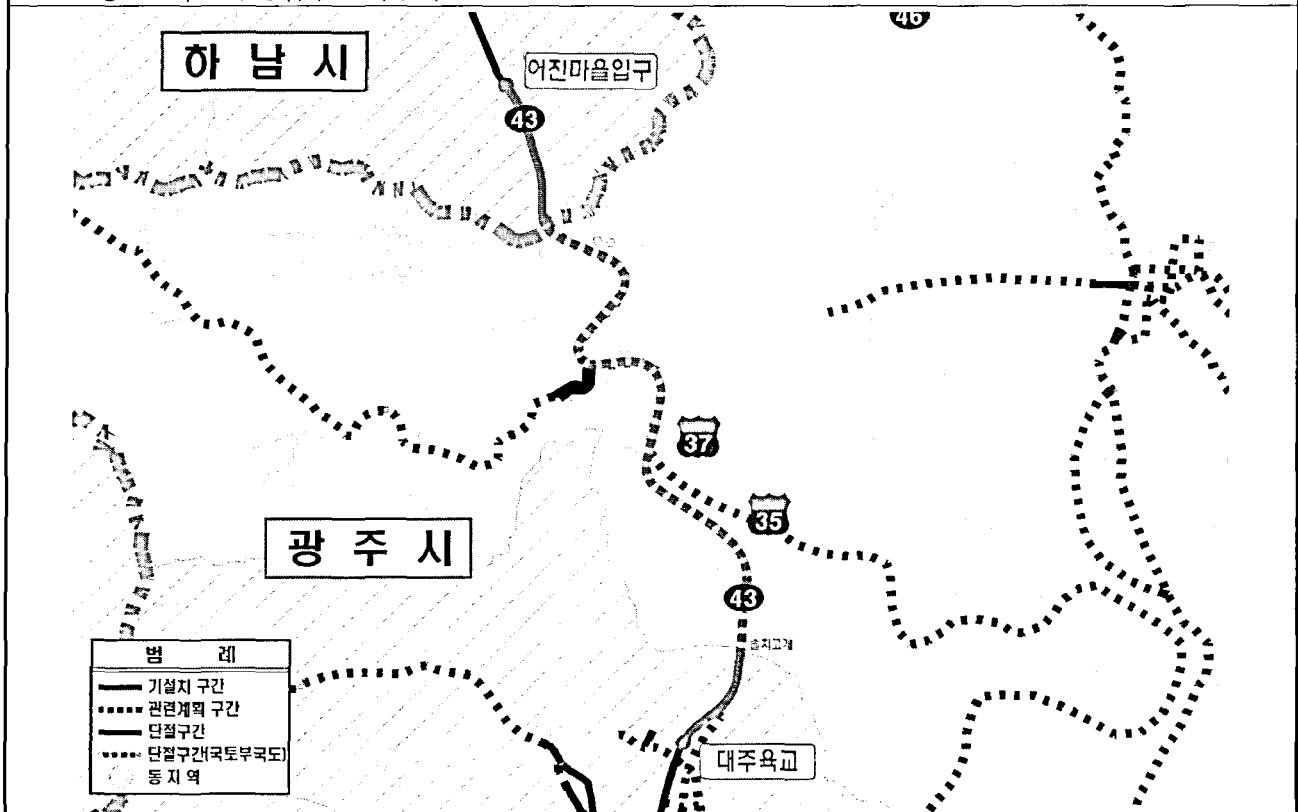 46
하 남 시
어진마을입구
43
37
35
광 주 시
43
범 례
기설치 구간
관련계획 구간
단절구간
단절구간(국토부국도)
동 지 역
대주육교